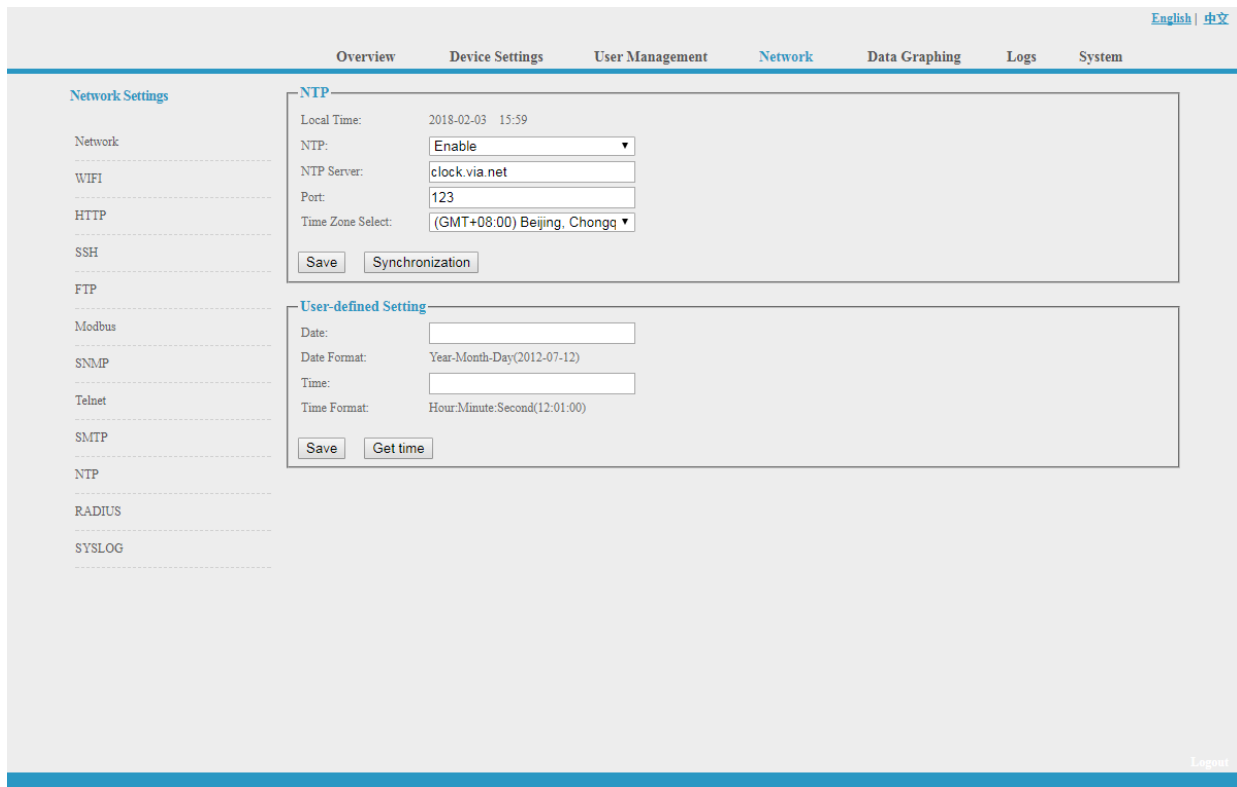 English | 中文
Overview Device Settings User Management Network Data Graphing Logs System
Network Settings
Network
WIFI
HTTP
SSH
FTP
Modbus
SNMP
Telnet
SMTP
NTP
RADIUS
SYSLOG
NTP
Local Time: 2018-02-03 15:59
NTP: Enable
NTP Server: clock.via.net
Port: 123
Time Zone Select: (GMT+08:00) Beijing, Chongq
Save Synchronization
User-defined Setting
Date:
Date Format: Year-Month-Day(2012-07-12)
Time:
Time Format: Hour:Minute:Second(12:01:00)
Save Get time
Logout